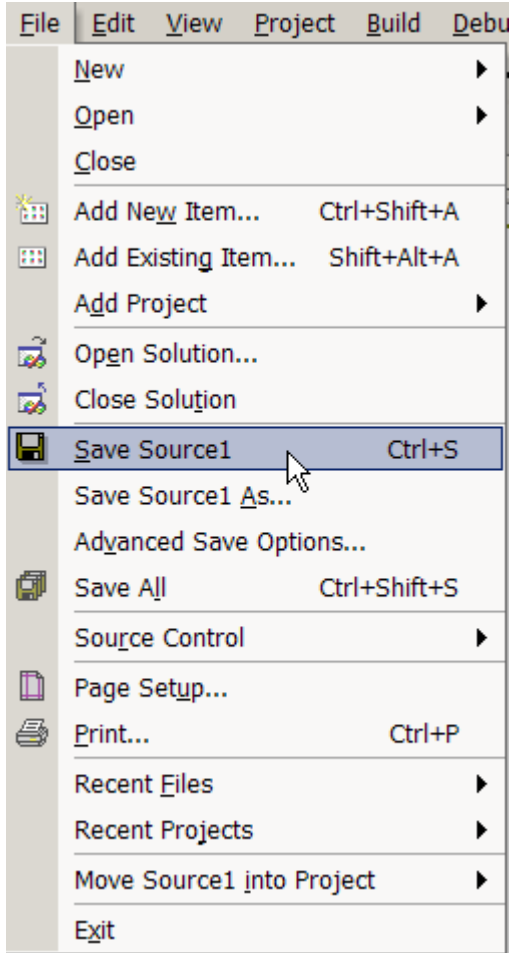 File Edit View Project Build Debu
New
Open
Close
Add New Item... Ctrl+Shift+A
Add Existing Item... Shift+Alt+A
Add Project
Open Solution...
Close Solution
Save Source1 Ctrl+S
Save Source1 As...
Advanced Save Options...
Save All Ctrl+Shift+S
Source Control
Page Setup...
Print... Ctrl+P
Recent Files
Recent Projects
Move Source1 into Project
Exit